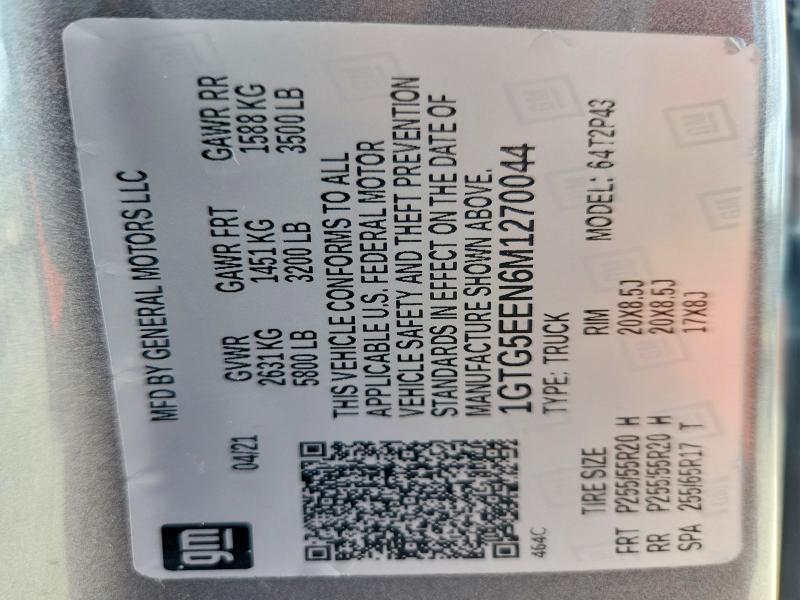 gm
MFD BY GENERAL MOTORS LLC
04/21
GVWR GAWR FRT GAWR RR
2631 KG 1451 KG 1588 KG
5800 LB 3200 LB 3500 LB
THIS VEHICLE CONFORMS TO ALL
APPLICABLE U.S. FEDERAL MOTOR
VEHICLE SAFETY AND THEFT PREVENTION
STANDARDS IN EFFECT ON THE DATE OF
MANUFACTURE SHOWN ABOVE.
1GTG5EEN6M1270044
464C
TYPE: TRUCK
MODEL: 64T2P43
TIRE SIZE RIM
FRT P255/55R20 H 20X8.5J
RR P255/55R20 H 20X8.5J
SPA 255/65R17 T 17X8J